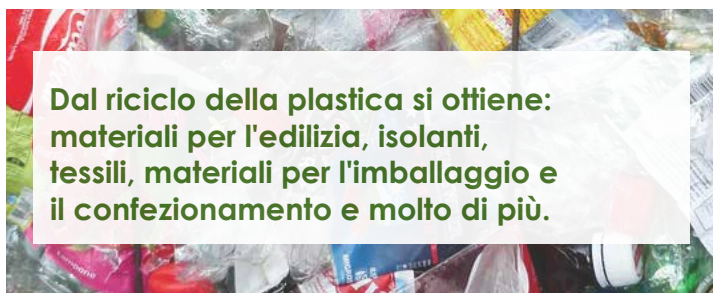 Dal riciclo della plastica si ottiene:
materiali per l'edilizia, isolanti,
tessili, materiali per l'imballaggio e
il confezionamento e molto di più.